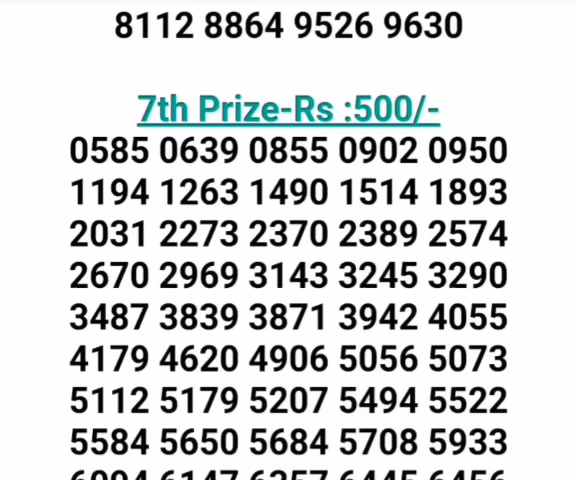 8112 8864 9526 9630
7th Prize-Rs :500/-
0585 0639 0855 0902 0950
1194 1263 1490 1514 1893
2031 2273 2370 2389 2574
2670 2969 3143 3245 3290
3487 3839 3871 3942 4055
4179 4620 4906 5056 5073
5112 5179 5207 5494 5522
5584 5650 5684 5708 5933